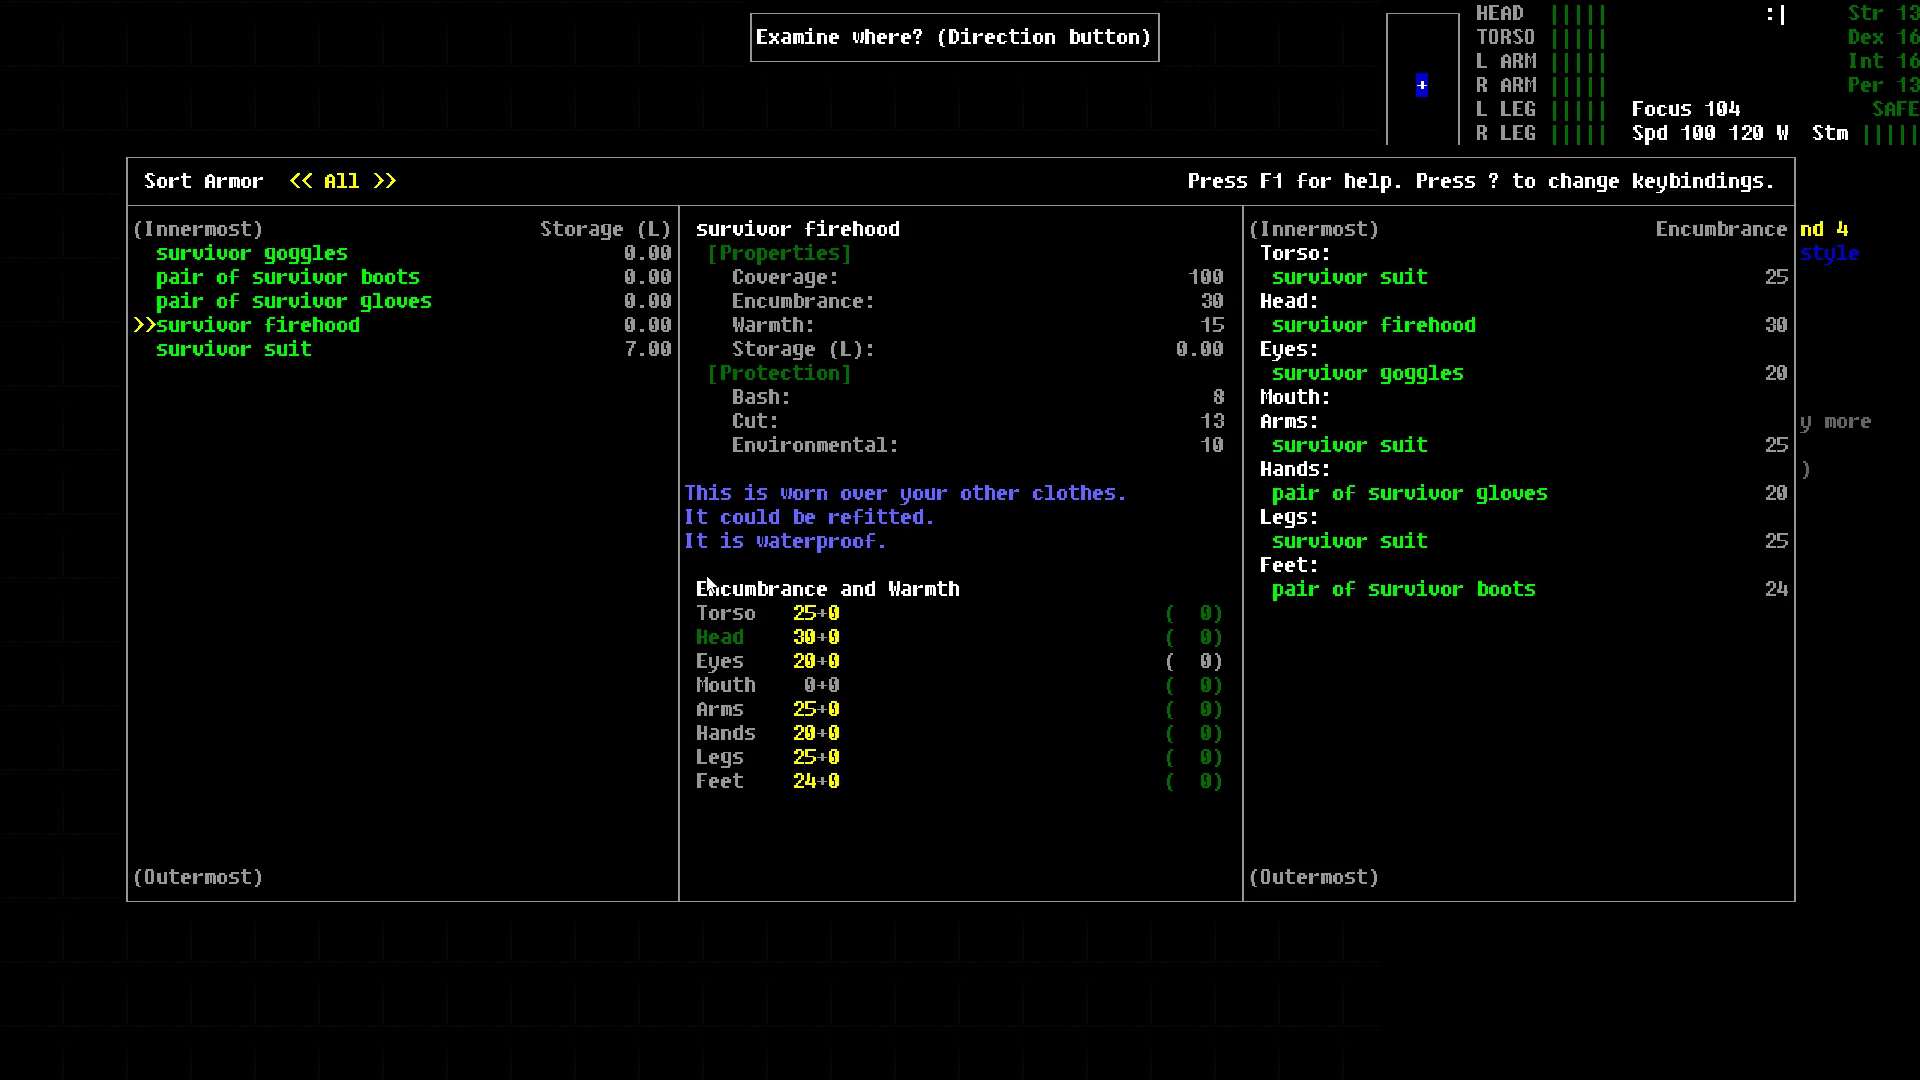 Examine where? (Direction button)
HEAD ||||| :| Str 13
TORSO ||||| Dex 16
L ARM ||||| Int 16
R ARM ||||| Per 13
L LEG ||||| Focus 104 SAFE
R LEG ||||| Spd 100 120 W Stm |||||
+
Sort Armor << All >> Press F1 for help. Press ? to change keybindings.
(Innermost) Storage (L)
survivor goggles 0.00
pair of survivor boots 0.00
pair of survivor gloves 0.00
>>survivor firehood 0.00
survivor suit 7.00
(Outermost)
survivor firehood
[Properties]
Coverage: 100
Encumbrance: 30
Warmth: 15
Storage (L): 0.00
[Protection]
Bash: 8
Cut: 13
Environmental: 10
This is worn over your other clothes.
It could be refitted.
It is waterproof.
Encumbrance and Warmth
Torso 25+0 ( 0)
Head 30+0 ( 0)
Eyes 20+0 ( 0)
Mouth 0+0 ( 0)
Arms 25+0 ( 0)
Hands 20+0 ( 0)
Legs 25+0 ( 0)
Feet 24+0 ( 0)
(Innermost) Encumbrance
Torso:
survivor suit 25
Head:
survivor firehood 30
Eyes:
survivor goggles 20
Mouth:
Arms:
survivor suit 25
Hands:
pair of survivor gloves 20
Legs:
survivor suit 25
Feet:
pair of survivor boots 24
(Outermost)
nd 4
style
y more
)